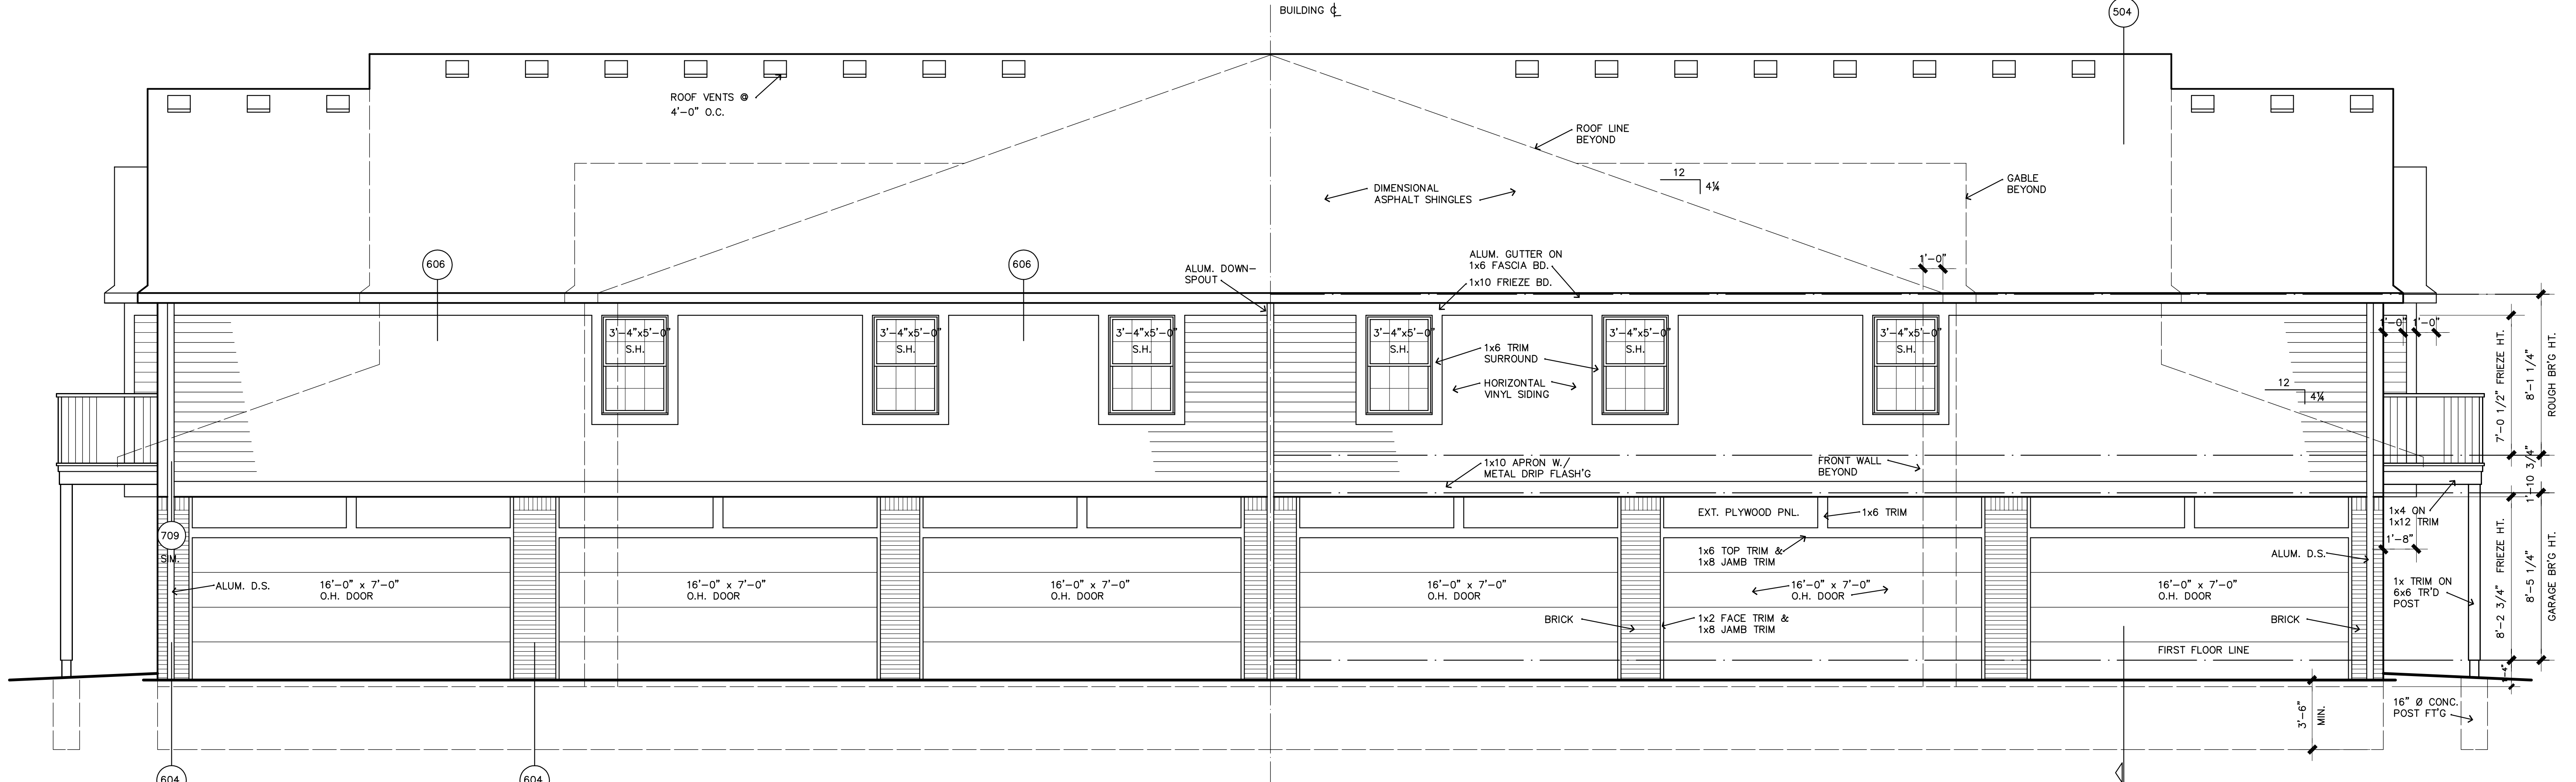 BUILDING ℄
504
ROOF VENTS @
4'-0" O.C.
ROOF LINE
BEYOND
12
4¼
GABLE
BEYOND
DIMENSIONAL
ASPHALT SHINGLES
606
606
ALUM. DOWN-
SPOUT
ALUM. GUTTER ON
1x6 FASCIA BD.
1x10 FRIEZE BD.
1'-0"
3'-4"x5'-0"
S.H.
3'-4"x5'-0"
S.H.
3'-4"x5'-0"
S.H.
3'-4"x5'-0"
S.H.
3'-4"x5'-0"
S.H.
3'-4"x5'-0"
S.H.
1'-0"
1'-0"
1x6 TRIM
SURROUND
HORIZONTAL
VINYL SIDING
12
4¼
7'-0 1/2" FRIEZE HT.
8'-1 1/4"
ROUGH BR'G HT.
1x10 APRON W./
METAL DRIP FLASH'G
FRONT WALL
BEYOND
1'-10 3/4"
EXT. PLYWOOD PNL.
1x6 TRIM
1x4 ON
1x12 TRIM
709
SIM.
1x6 TOP TRIM &
1x8 JAMB TRIM
ALUM. D.S.
1'-8"
ALUM. D.S.
16'-0" x 7'-0"
O.H. DOOR
16'-0" x 7'-0"
O.H. DOOR
16'-0" x 7'-0"
O.H. DOOR
16'-0" x 7'-0"
O.H. DOOR
16'-0" x 7'-0"
O.H. DOOR
16'-0" x 7'-0"
O.H. DOOR
1x TRIM ON
6x6 TR'D
POST
8'-2 3/4" FRIEZE HT.
8'-5 1/4"
GARAGE BR'G HT.
BRICK
1x2 FACE TRIM &
1x8 JAMB TRIM
BRICK
FIRST FLOOR LINE
1'-4"
3'-6"
MIN.
16" Ø CONC.
POST FT'G
604
604